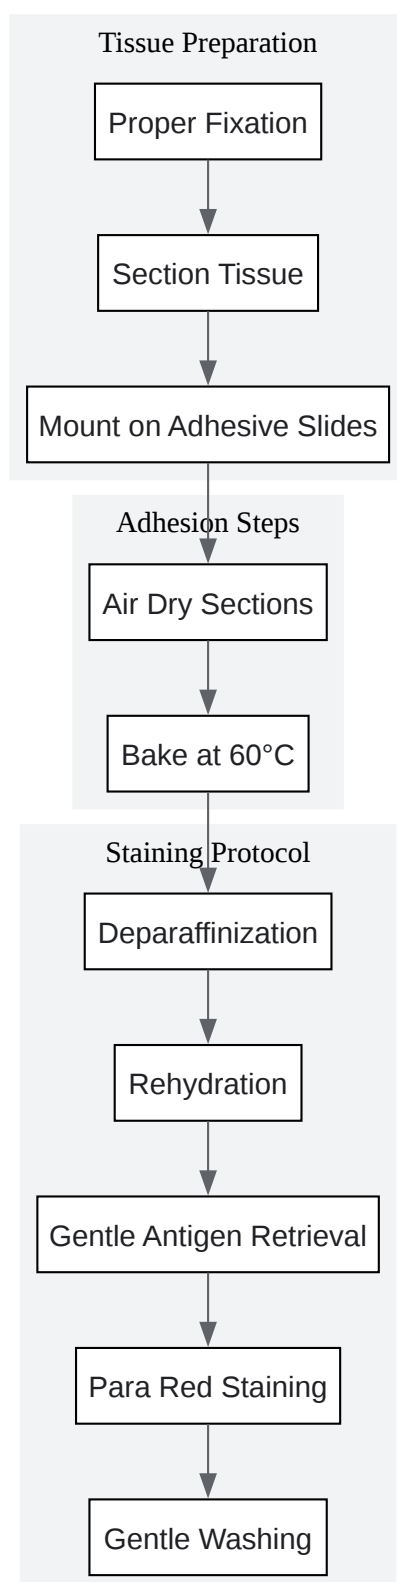 Tissue Preparation
Proper Fixation
Section Tissue
Mount on Adhesive Slides
Adhesion Steps
Air Dry Sections
Bake at 60°C
Staining Protocol
Deparaffinization
Rehydration
Gentle Antigen Retrieval
Para Red Staining
Gentle Washing